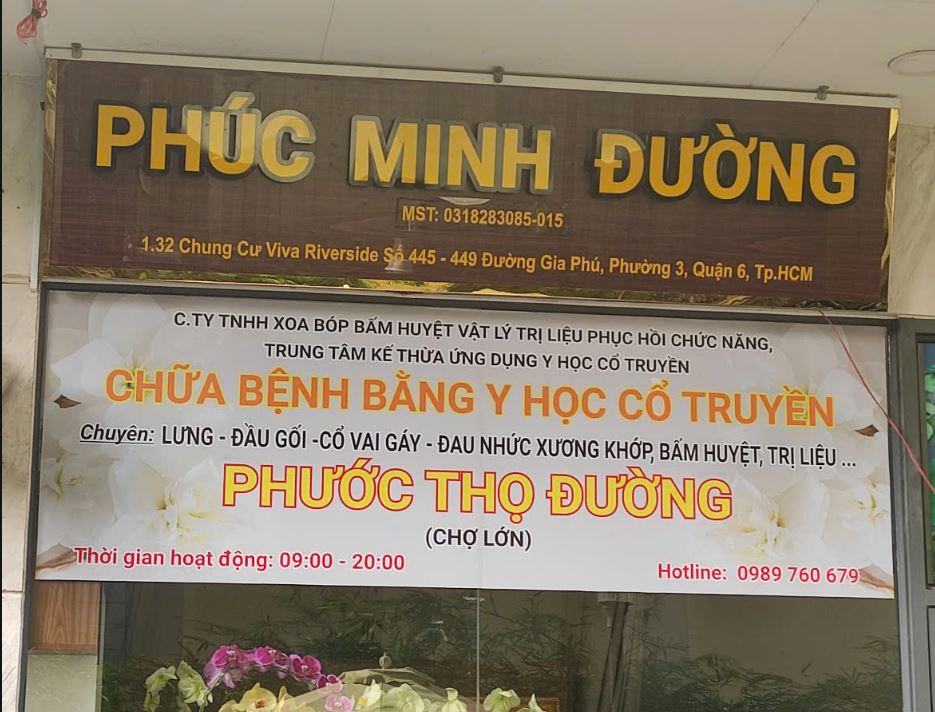 PHÚC MINH ĐƯỜNG
MST: 0318283085-015
1.32 Chung Cư Viva Riverside Số 445 - 449 Đường Gia Phú, Phường 3, Quận 6, Tp.HCM
C.TY TNHH XOA BÓP BẤM HUYỆT VẬT LÝ TRỊ LIỆU PHỤC HỒI CHỨC NĂNG,
TRUNG TÂM KẾ THỪA ỨNG DỤNG Y HỌC CỔ TRUYỀN
CHỮA BỆNH BẰNG Y HỌC CỔ TRUYỀN
Chuyên: LƯNG - ĐẦU GỐI -CỔ VAI GÁY - ĐAU NHỨC XƯƠNG KHỚP, BẤM HUYỆT, TRỊ LIỆU ...
PHƯỚC THỌ ĐƯỜNG
(CHỢ LỚN)
Thời gian hoạt động: 09:00 - 20:00
Hotline: 0989 760 679